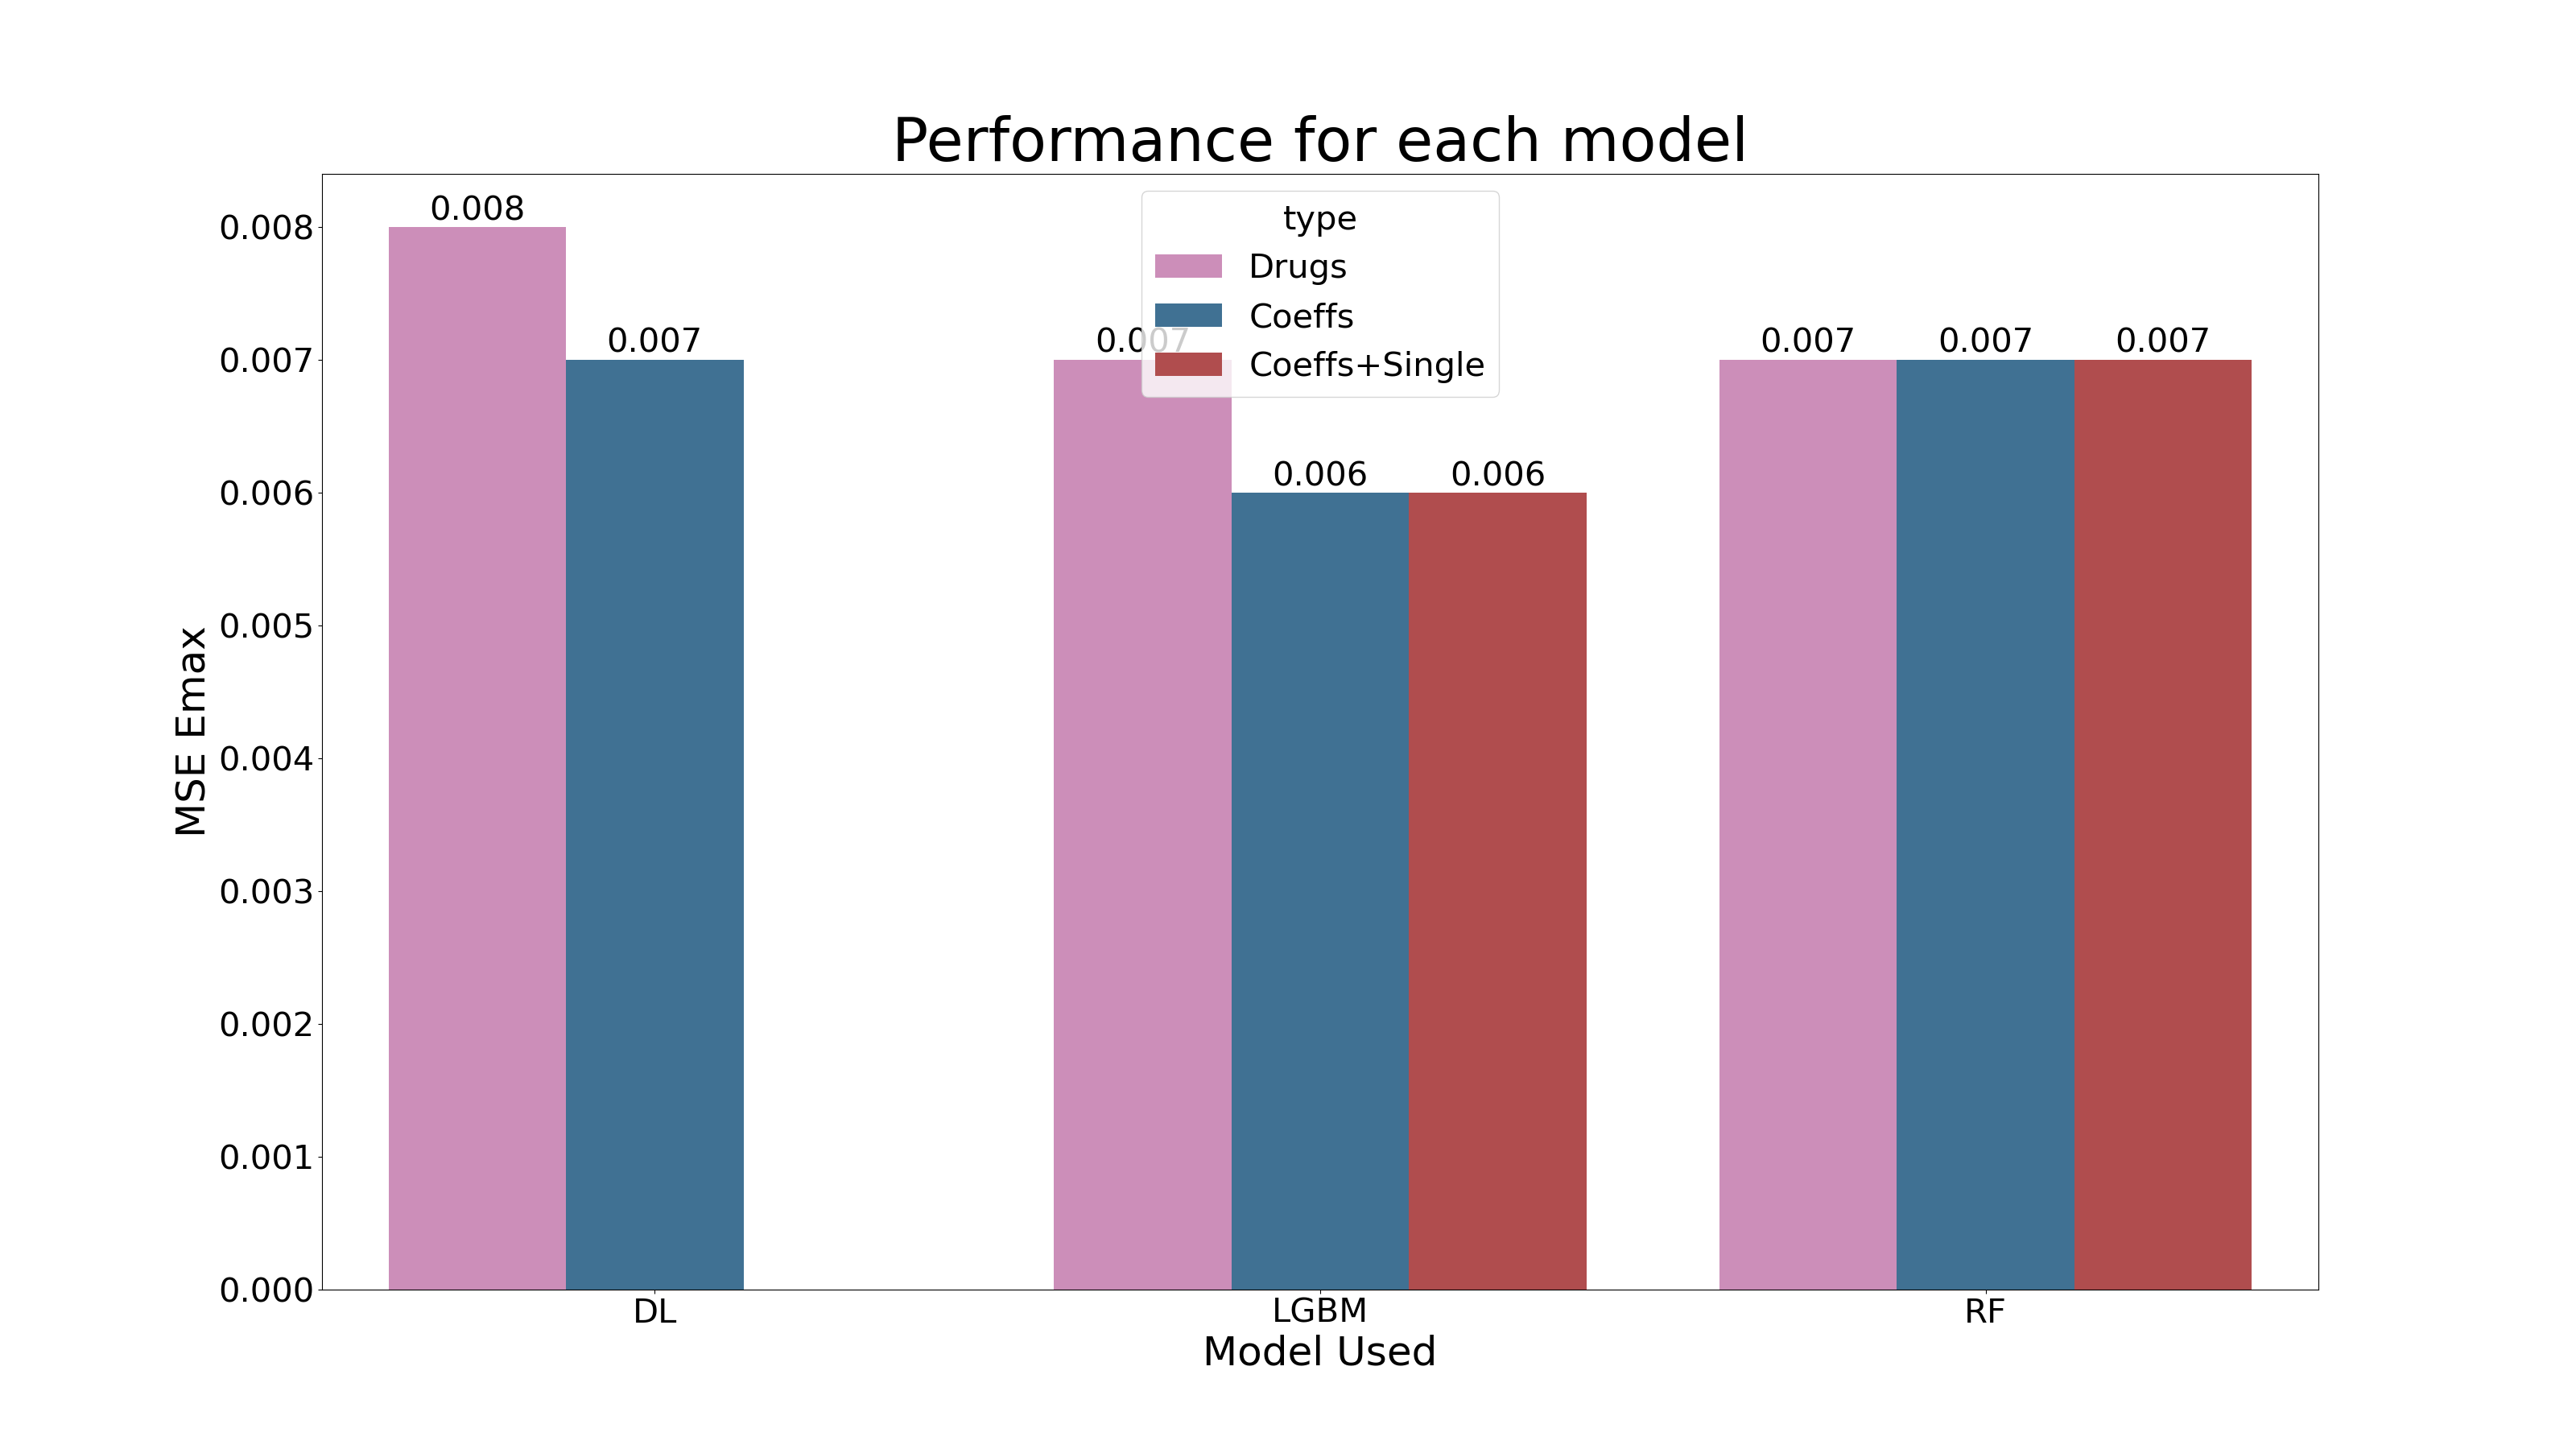 Performance for each model
0.008
0.007
0.007
0.006
0.006
0.007
0.007
0.007
type
Drugs
Coeffs
Coeffs+Single
MSE Emax
0.008
0.007
0.006
0.005
0.004
0.003
0.002
0.001
0.000
DL
LGBM
RF
Model Used